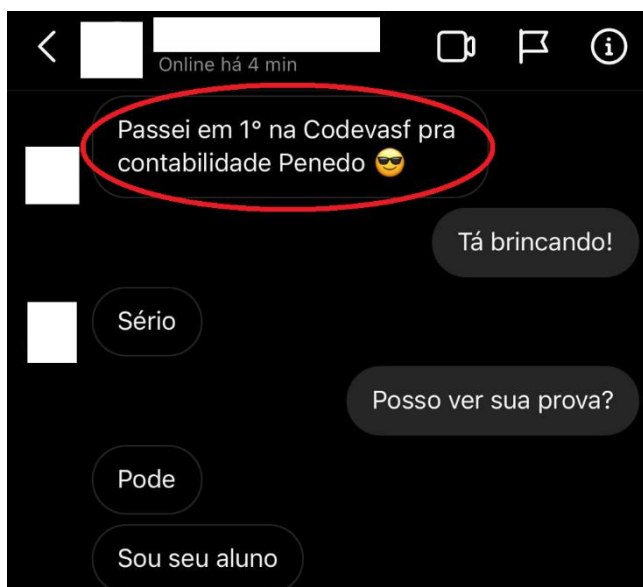 Online há 4 min
Passei em 1° na Codevasf pra
contabilidade Penedo 😎
Tá brincando!
Sério
Posso ver sua prova?
Pode
Sou seu aluno